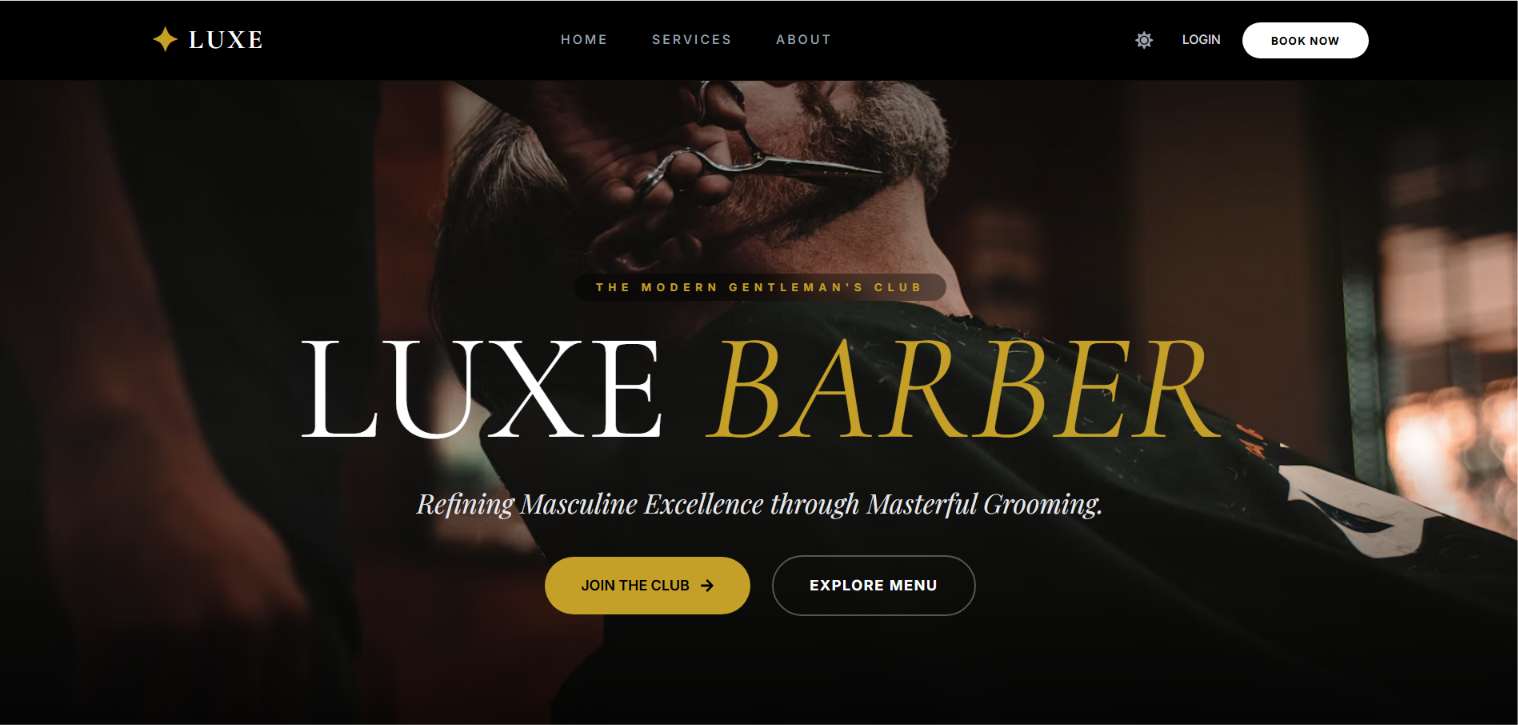 LUXE
HOME SERVICES ABOUT
LOGIN
BOOK NOW
THE MODERN GENTLEMAN'S CLUB
LUXE BARBER
Refining Masculine Excellence through Masterful Grooming.
JOIN THE CLUB →
EXPLORE MENU